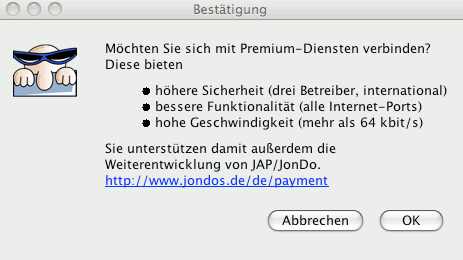 Bestätigung
Möchten Sie sich mit Premium-Diensten verbinden?
Diese bieten
● höhere Sicherheit (drei Betreiber, international)
● bessere Funktionalität (alle Internet-Ports)
● hohe Geschwindigkeit (mehr als 64 kbit/s)
Sie unterstützen damit außerdem die
Weiterentwicklung von JAP/JonDo.
http://www.jondos.de/de/payment
Abbrechen OK